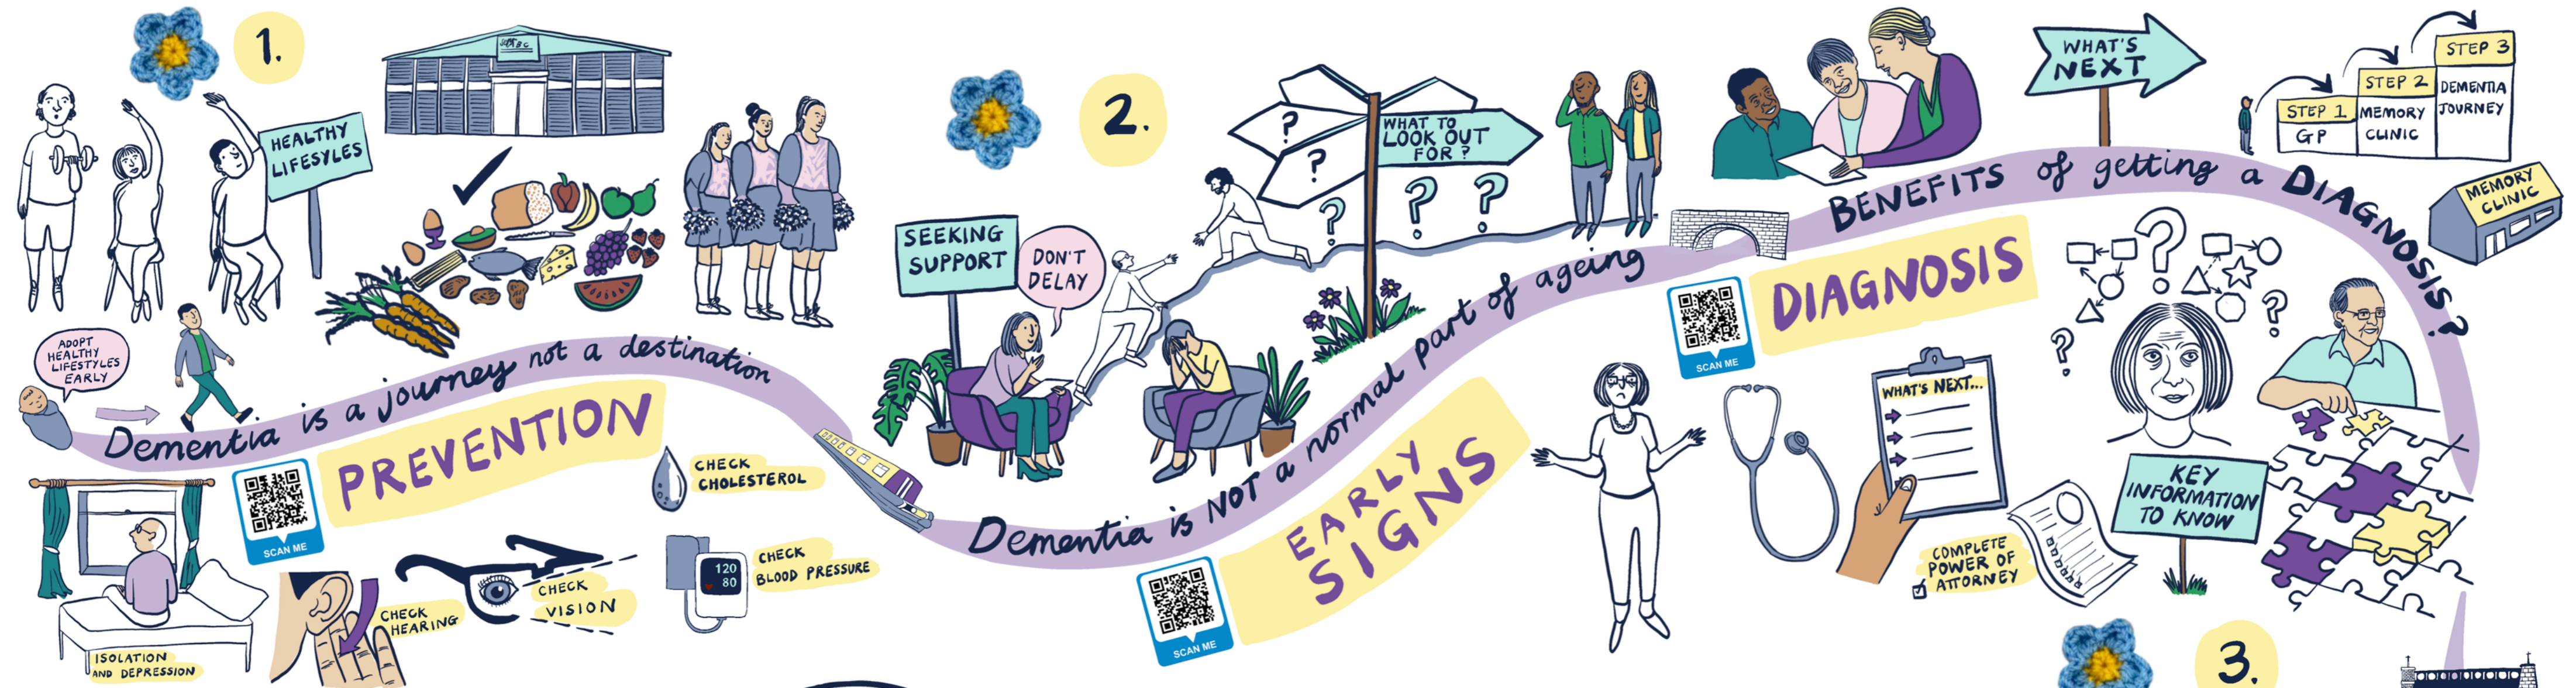 1.
HEALTHY
LIFESYLES
ADOPT
HEALTHY
LIFESTYLES
EARLY
Dementia is a journey not a destination
SCAN ME
PREVENTION
CHECK
CHOLESTEROL
CHECK
BLOOD PRESSURE
120
80
CHECK
VISION
CHECK
HEARING
ISOLATION
AND DEPRESSION
2.
SEEKING
SUPPORT
DON'T
DELAY
?
?
WHAT TO
LOOK OUT
FOR?
? ? ?
Dementia is NOT a normal part of ageing
SCAN ME
EARLY
SIGNS
WHAT'S
NEXT
STEP 1
GP
STEP 2
MEMORY
CLINIC
STEP 3
DEMENTIA
JOURNEY
BENEFITS of getting a DIAGNOSIS?
MEMORY
CLINIC
SCAN ME
DIAGNOSIS
? ? ?
WHAT'S NEXT...
COMPLETE
POWER OF
ATTORNEY
KEY
INFORMATION
TO KNOW
3.